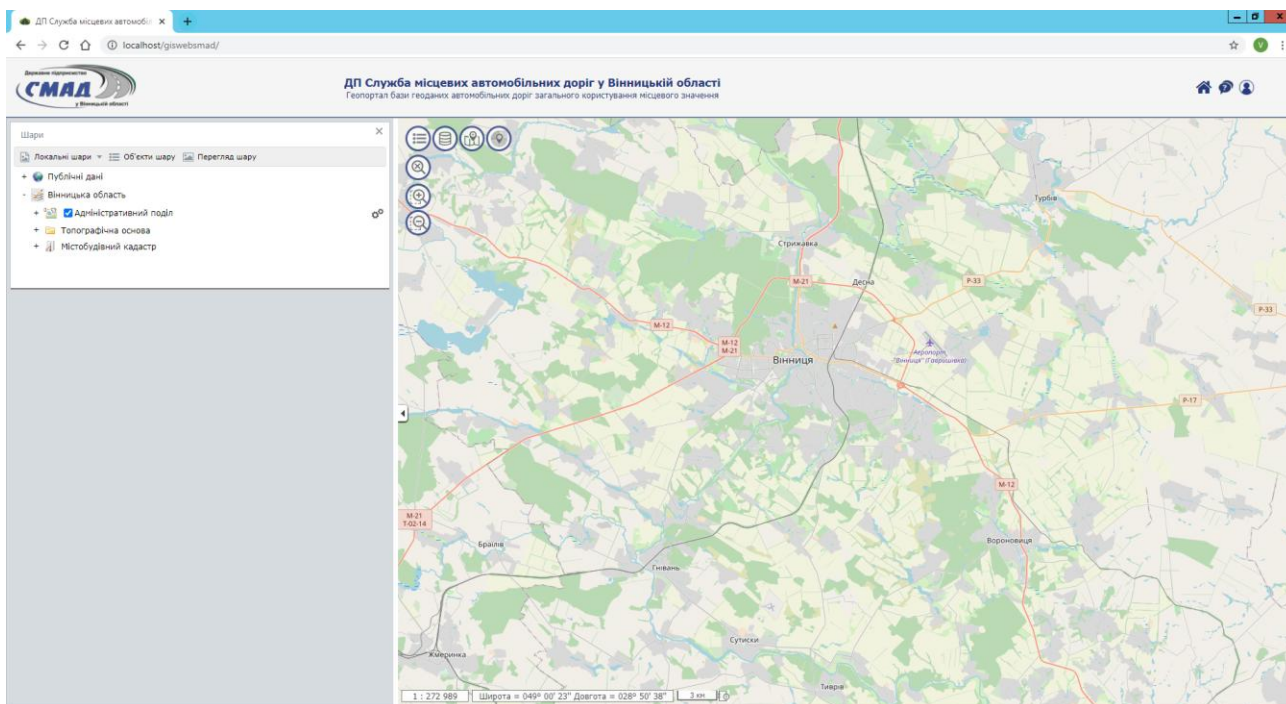 ДП Служба місцевих автомобіл
localhost/giswebsmad/
V
Державне підприємство
СМАД
у Вінницькій області
ДП Служба місцевих автомобільних доріг у Вінницькій області
Геопортал бази геоданих автомобільних доріг загального користування місцевого значення
Шари
Локальні шари
Об'єкти шару
Перегляд шару
Публічні дані
Вінницька область
Адміністративний поділ
Топографічна основа
Містобудівний кадастр
Турбів
Стрижавка
М-21
Десна
Р-33
Р-33
М-12
М-12
М-21
Вінниця
Аеропорт
"Вінниця" (Гавришівка)
Р-17
М-12
М-21
Т-02-14
Браїлів
Вороновиця
Гнівань
Сутиски
Жмеринка
Тиврів
1 : 272 989
Широта = 049° 00' 23" Довгота = 028° 50' 38"
3 км